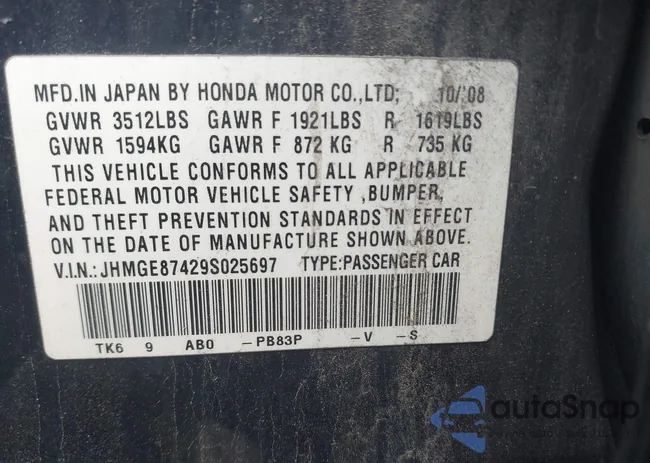 MFD.IN JAPAN BY HONDA MOTOR CO.,LTD; 10/'08
GVWR 3512LBS GAWR F 1921LBS R 1619LBS
GVWR 1594KG GAWR F 872 KG R 735 KG
THIS VEHICLE CONFORMS TO ALL APPLICABLE
FEDERAL MOTOR VEHICLE SAFETY ,BUMPER,
AND THEFT PREVENTION STANDARDS IN EFFECT
ON THE DATE OF MANUFACTURE SHOWN ABOVE.
V.I.N.:JHMGE87429S025697 TYPE:PASSENGER CAR
TK6 9 AB0 -PB83P -V -S
autoSnap